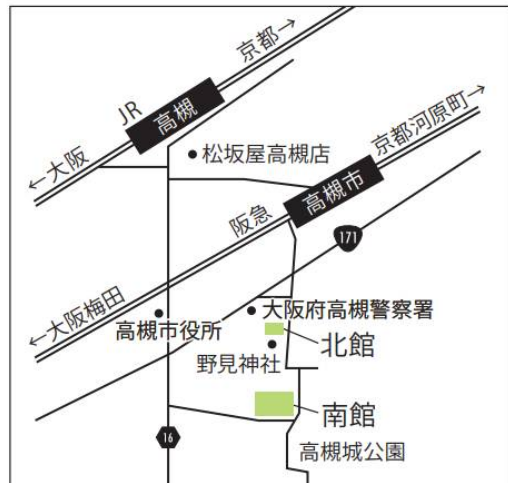 京都→
JR
高槻
←大阪
松坂屋高槻店
京都河原町→
高槻市
阪急
171
←大阪梅田
大阪府高槻警察署
高槻市役所
北館
野見神社
南館
16
高槻城公園